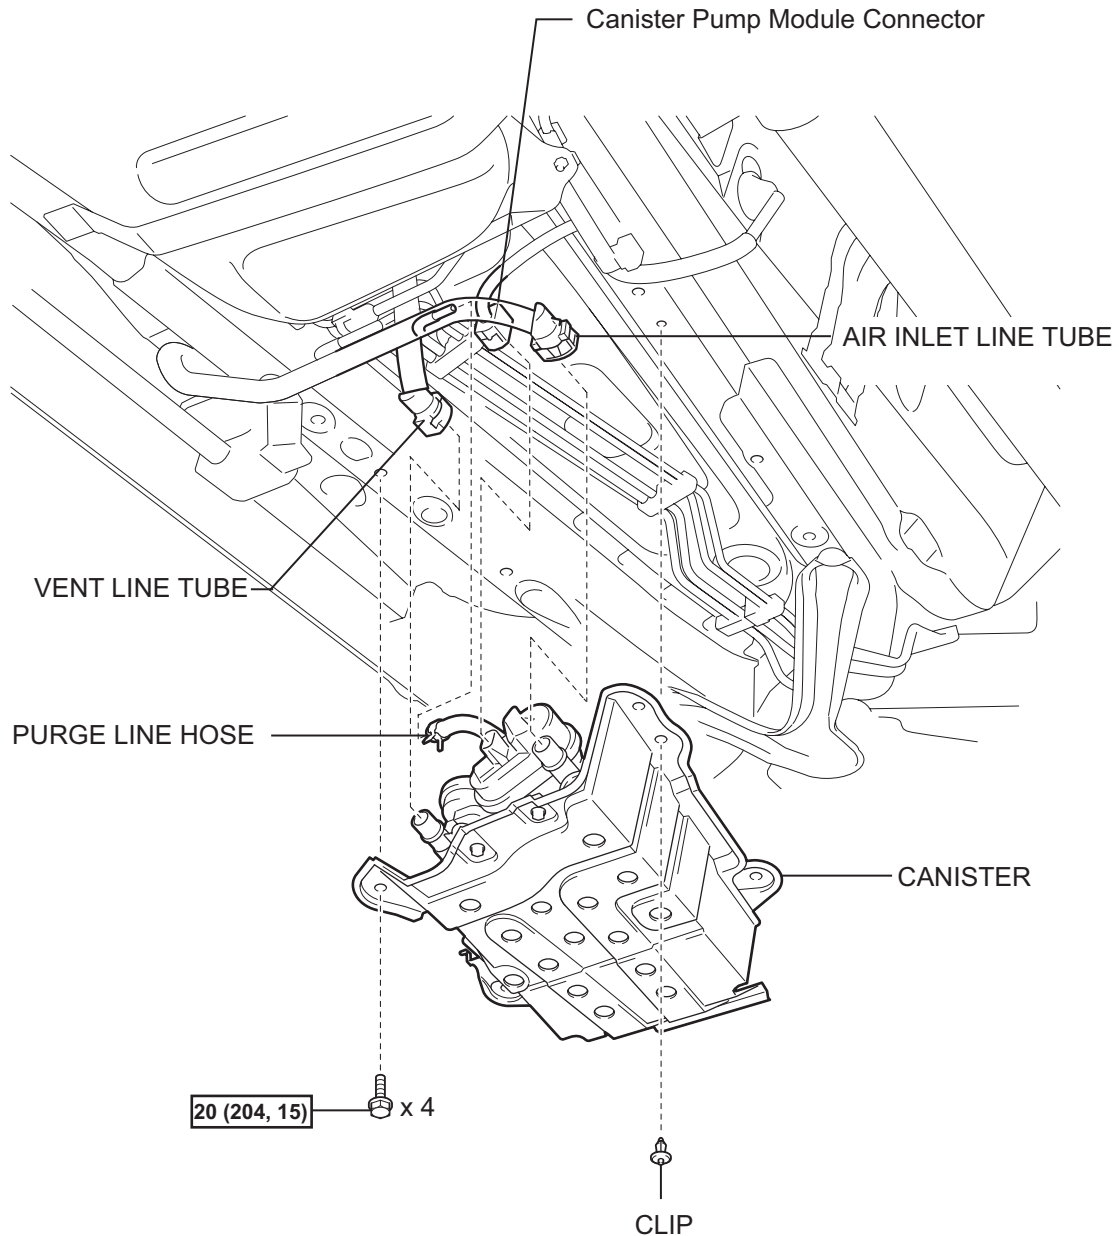 Canister Pump Module Connector
AIR INLET LINE TUBE
VENT LINE TUBE
PURGE LINE HOSE
CANISTER
20 (204, 15)
x 4
CLIP